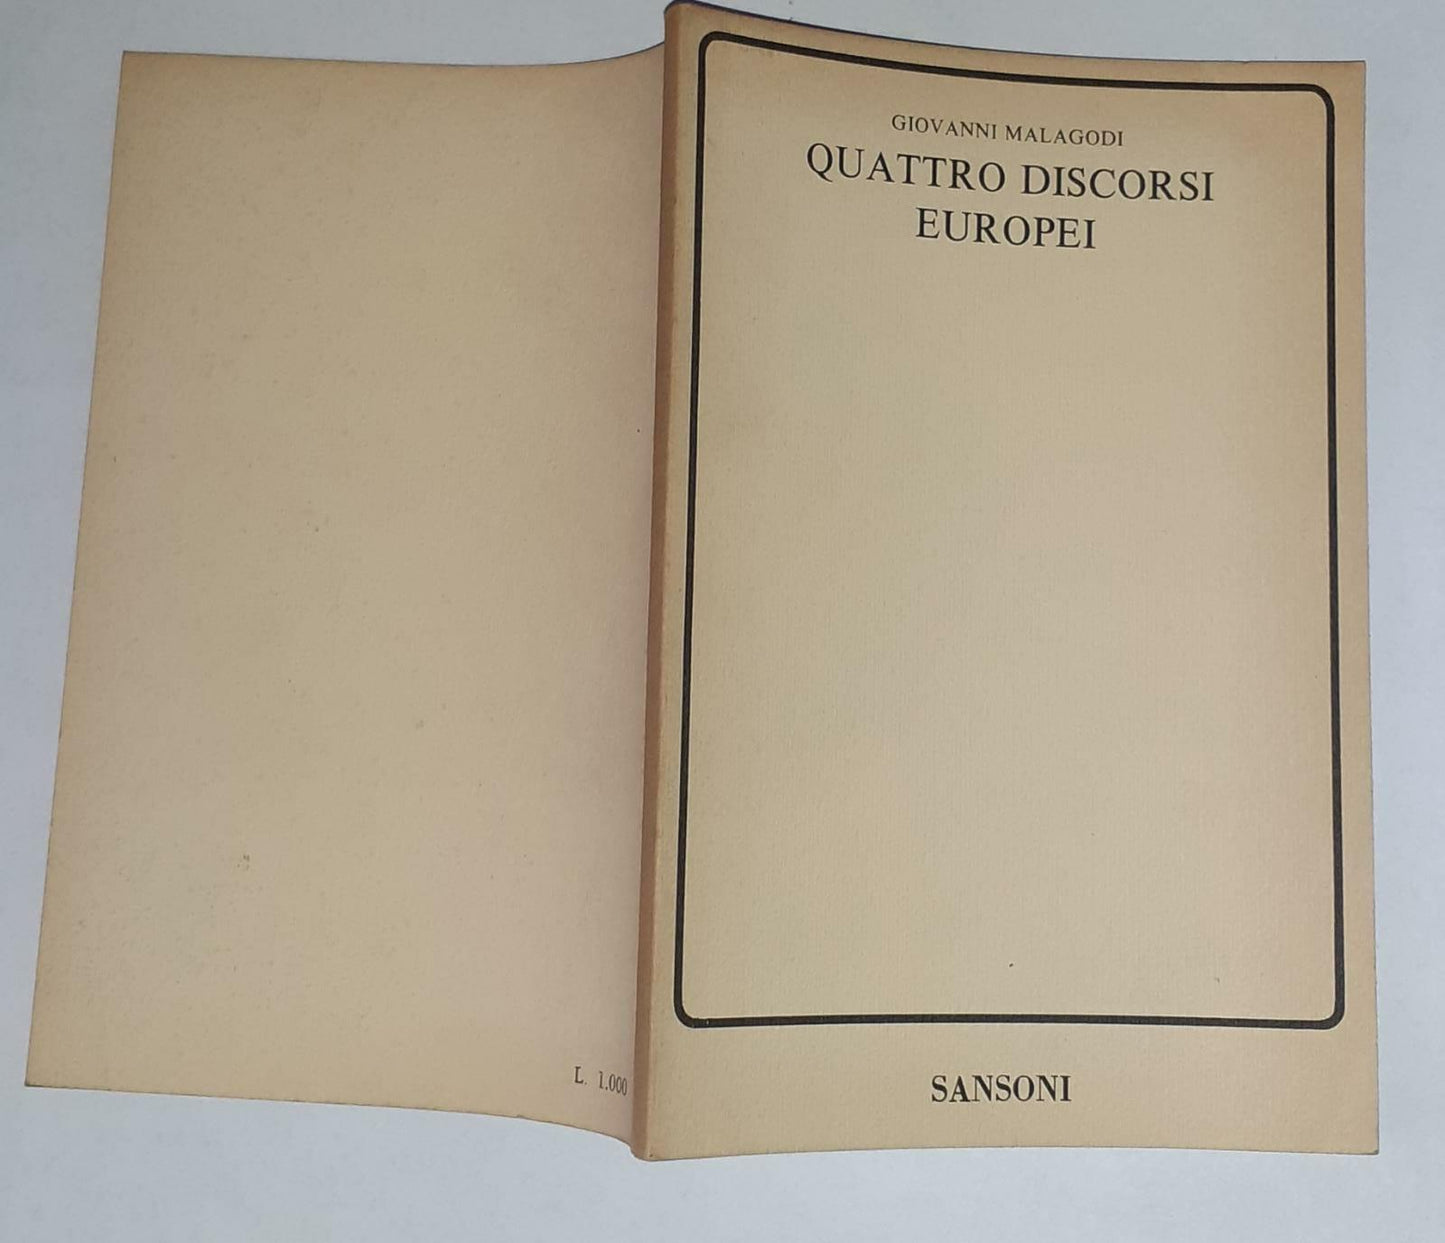 GIOVANNI MALAGODI
QUATTRO DISCORSI
EUROPEI
SANSONI
L. 1.000